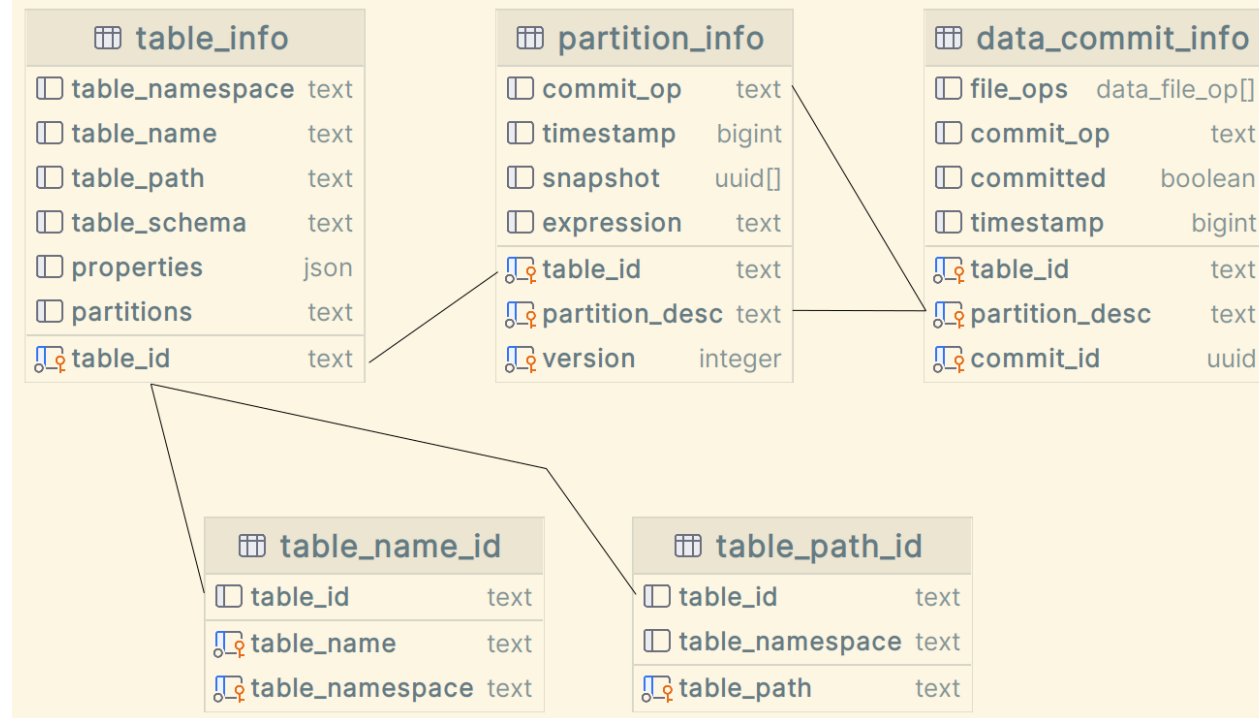 table_info
table_namespace text
table_name text
table_path text
table_schema text
properties json
partitions text
table_id text
partition_info
commit_op text
timestamp bigint
snapshot uuid[]
expression text
table_id text
partition_desc text
version integer
data_commit_info
file_ops data_file_op[]
commit_op text
committed boolean
timestamp bigint
table_id text
partition_desc text
commit_id uuid
table_name_id
table_id text
table_name text
table_namespace text
table_path_id
table_id text
table_namespace text
table_path text